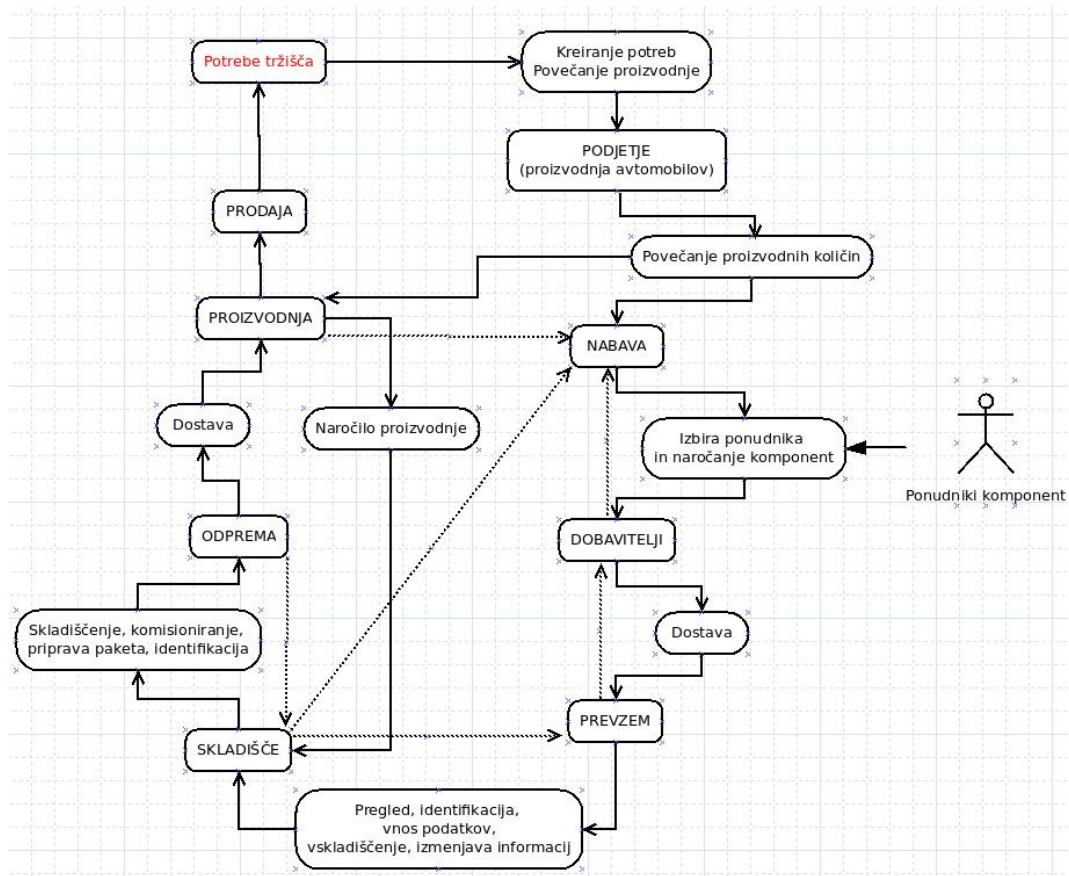 Potrebe tržišča
Kreiranje potreb
Povečanje proizvodnje
PODJETJE
(proizvodnja avtomobilov)
PRODAJA
Povečanje proizvodnih količin
PROIZVODNJA
NABAVA
Dostava
Naročilo proizvodnje
Izbira ponudnika
in naročanje komponent
Ponudniki komponent
ODPREMA
DOBAVITELJI
Skladiščenje, komisioniranje,
priprava paketa, identifikacija
Dostava
PREVZEM
SKLADIŠČE
Pregled, identifikacija,
vnos podatkov,
vskladiščenje, izmenjava informacij